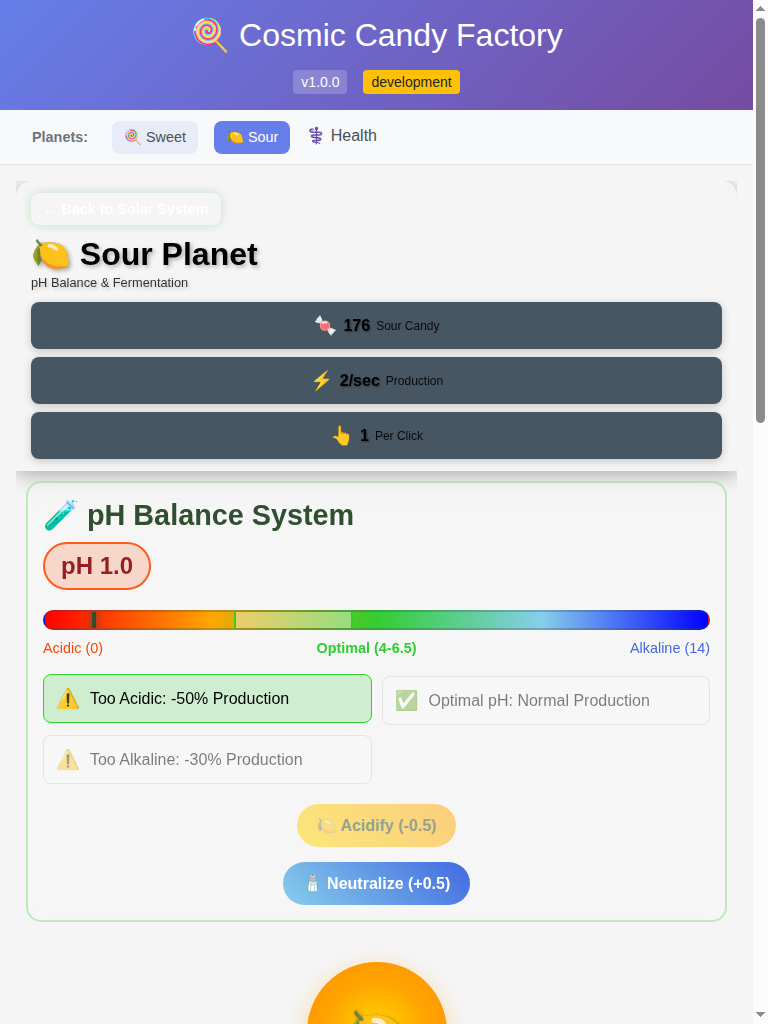 🍭 Cosmic Candy Factory
v1.0.0 development
Planets: 🍭 Sweet 🍋 Sour ⚕️ Health
← Back to Solar System
🍋 Sour Planet
pH Balance & Fermentation
🍬 176 Sour Candy
⚡ 2/sec Production
👆 1 Per Click
🧪 pH Balance System
pH 1.0
Acidic (0) Optimal (4-6.5) Alkaline (14)
⚠️ Too Acidic: -50% Production ✅ Optimal pH: Normal Production
⚠️ Too Alkaline: -30% Production
🍋 Acidify (-0.5)
🧂 Neutralize (+0.5)